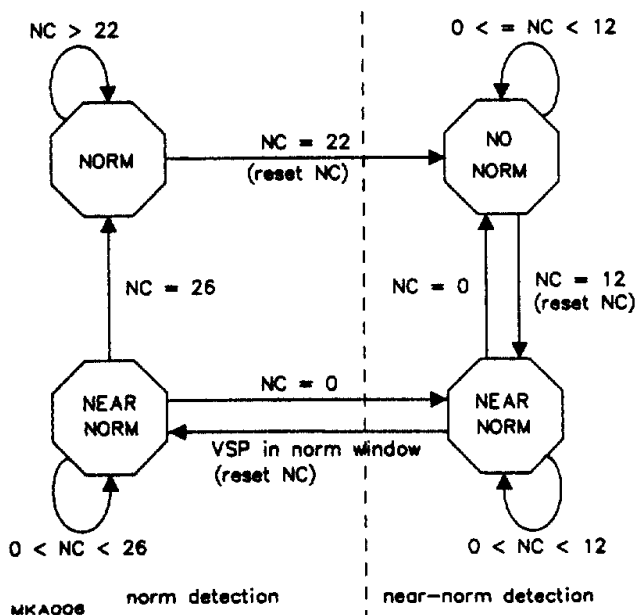 NC > 22
0 < = NC < 12
NORM
NC = 22
(reset NC)
NO
NORM
NC = 26
NC = 0
NC = 12
(reset NC)
NEAR
NORM
NC = 0
VSP in norm window
(reset NC)
NEAR
NORM
0 < NC < 26
0 < NC < 12
MKA006
norm detection
near-norm detection